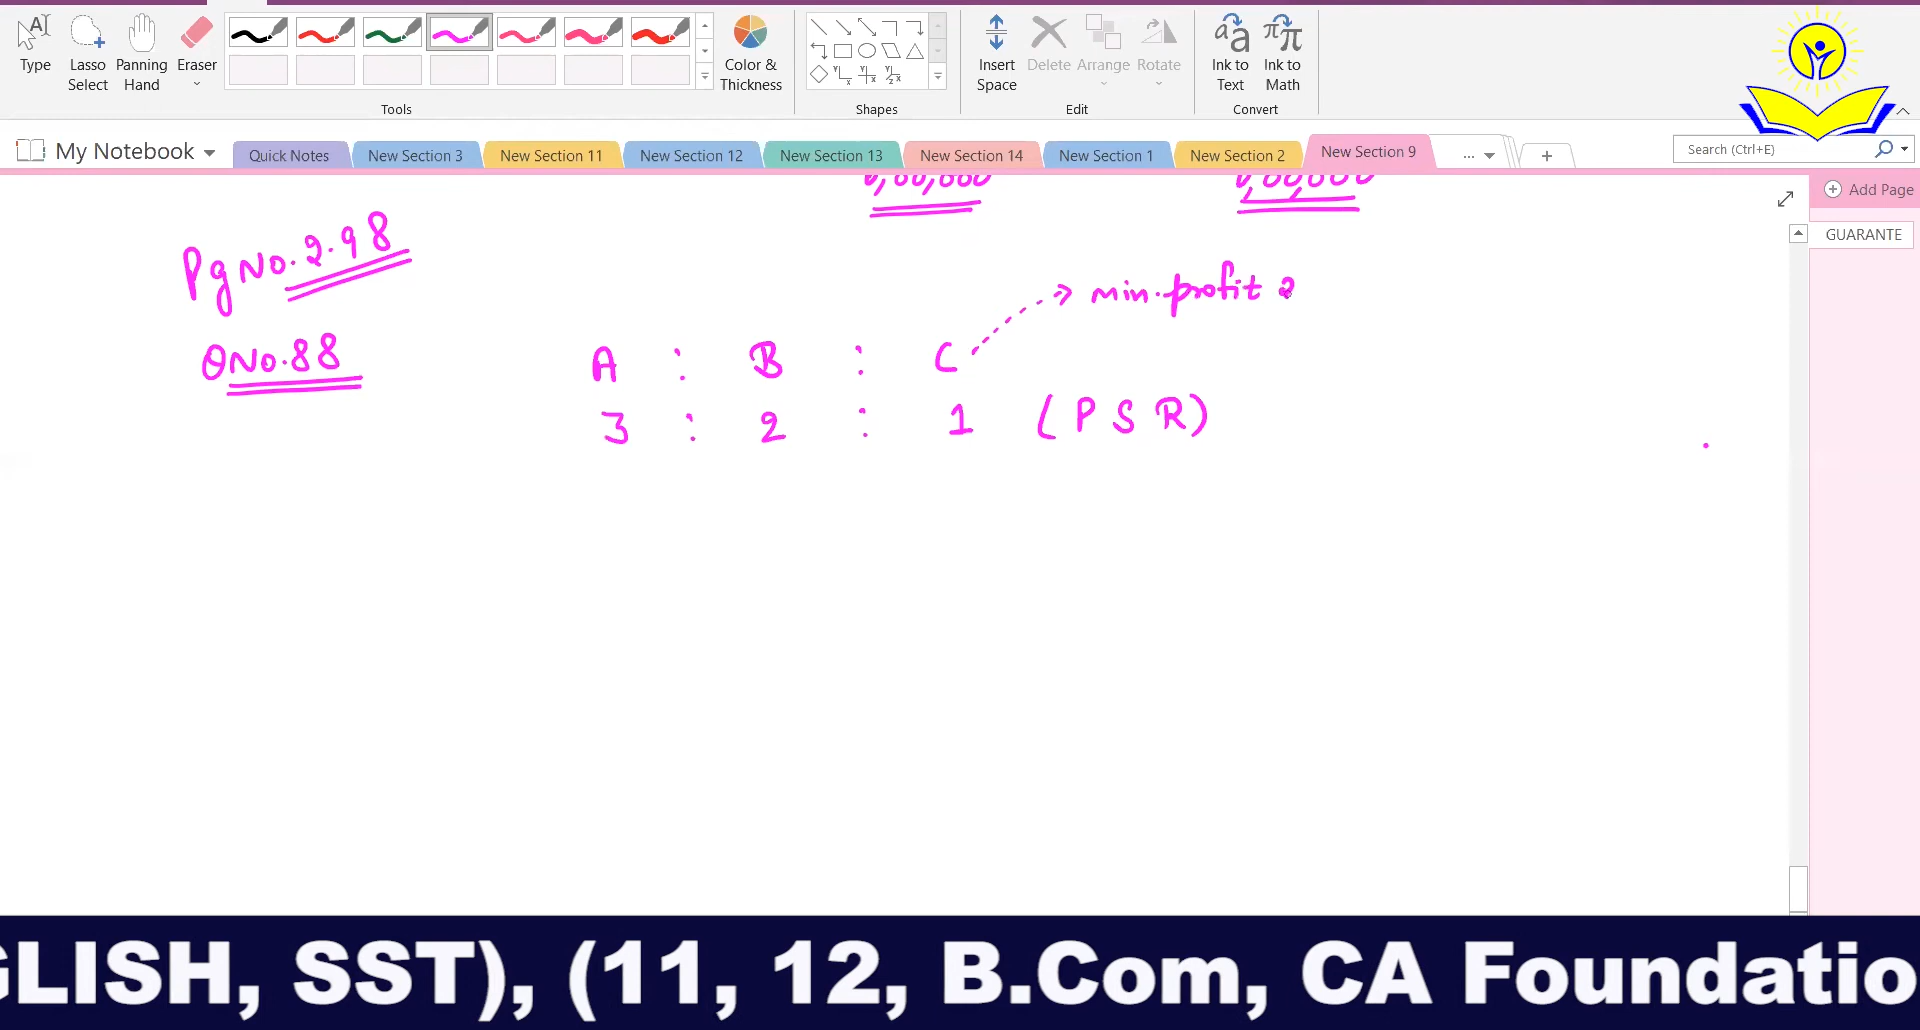 Type
Lasso Select
Panning Hand
Eraser
Color & Thickness
Insert Space
Delete
Arrange
Rotate
Ink to Text
Ink to Math
Tools
Shapes
Edit
Convert
My Notebook
Quick Notes
New Section 3
New Section 11
New Section 12
New Section 13
New Section 14
New Section 1
New Section 2
New Section 9
...
Search (Ctrl+E)
Add Page
GUARANTE
Pg No. 2.98
min. profit
QNo. 88
A : B : C
3 : 2 : 1 (PSR)
GLISH, SST), (11, 12, B.Com, CA Foundatio